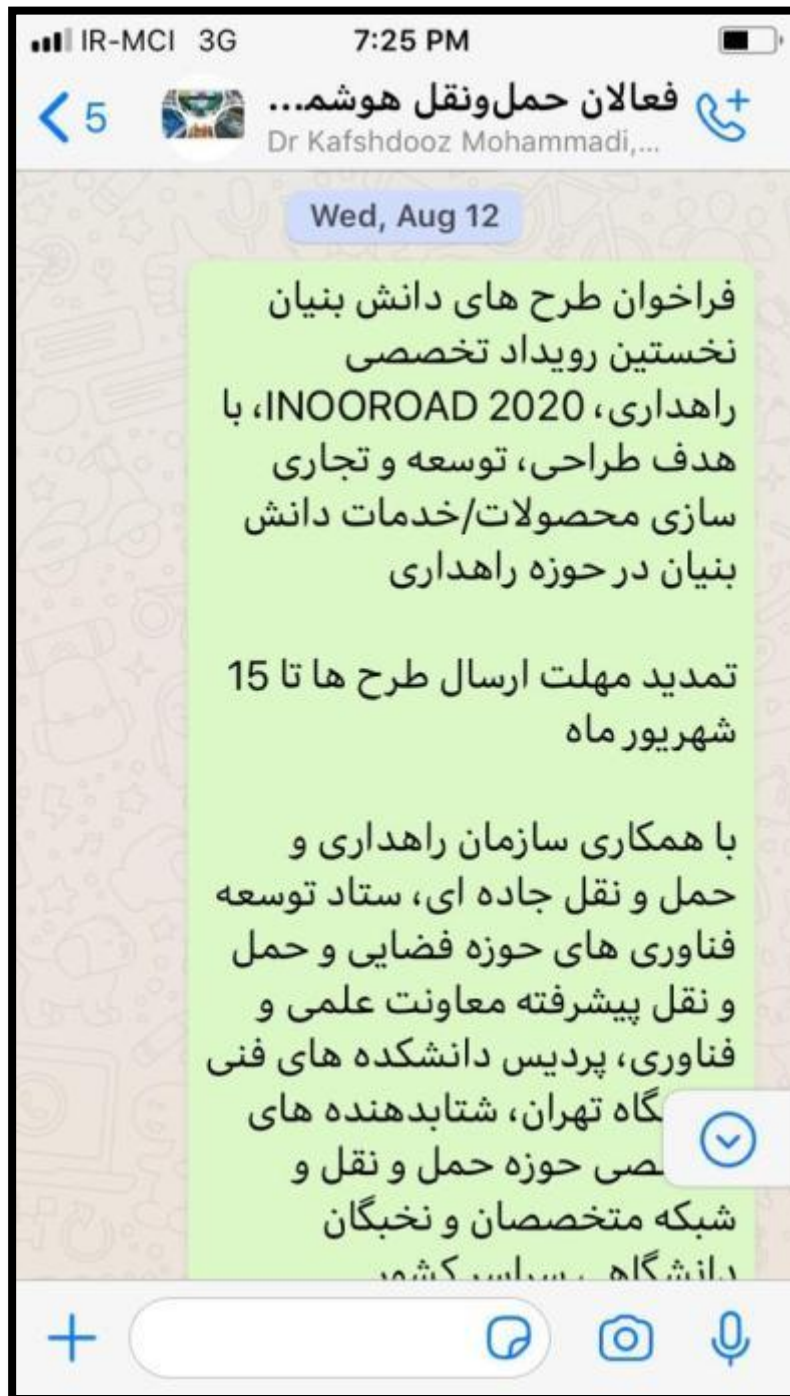 IR-MCI 3G 7:25 PM
5 فعالان حمل‌ونقل هوشمـ...
Dr Kafshdooz Mohammadi,...
Wed, Aug 12
فراخوان طرح های دانش بنیان
نخستین رویداد تخصصی
راهداری، INOOROAD 2020، با
هدف طراحی، توسعه و تجاری
سازی محصولات/خدمات دانش
بنیان در حوزه راهداری
تمدید مهلت ارسال طرح ها تا 15
شهریور ماه
با همکاری سازمان راهداری و
حمل و نقل جاده ای، ستاد توسعه
فناوری های حوزه فضایی و حمل
و نقل پیشرفته معاونت علمی و
فناوری، پردیس دانشکده های فنی
تهران، شتابدهنده های
حوزه حمل و نقل و
شبکه متخصصان و نخبگان
دانشگاهی سراسر کشور